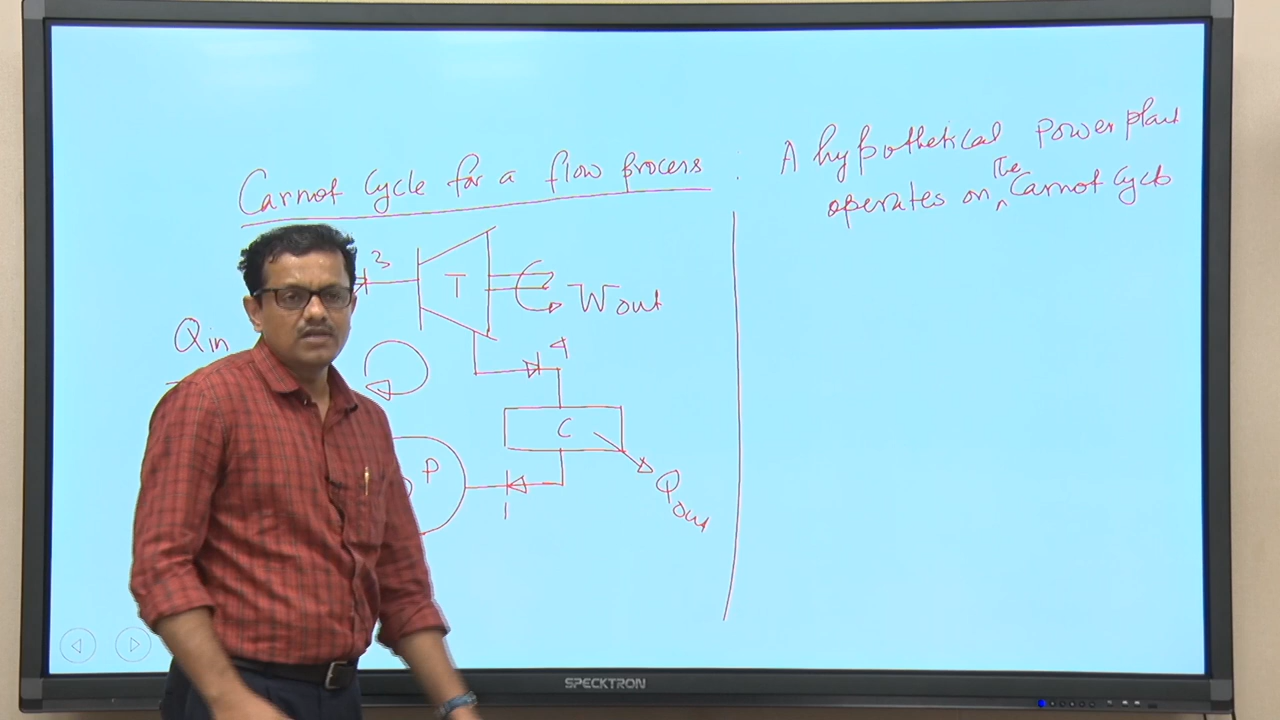 Carnot Cycle for a flow process :
A hypothetical power plant
operates on the Carnot Cycle
3
T
Wout
Qin
4
C
P
Qout
1
SPECKTRON